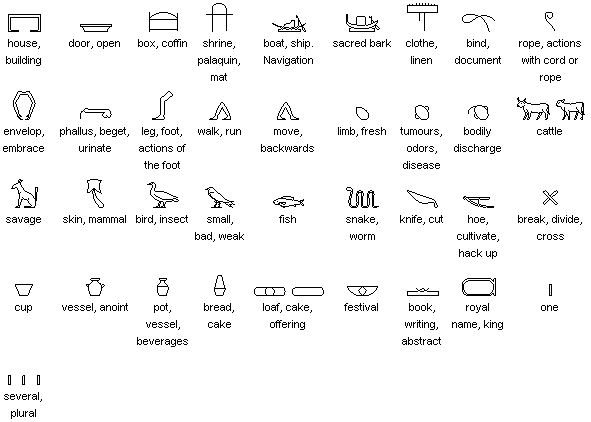 house, building
door, open
box, coffin
shrine, palaquin, mat
boat, ship. Navigation
sacred bark
clothe, linen
bind, document
rope, actions with cord or rope
envelop, embrace
phallus, beget, urinate
leg, foot, actions of the foot
walk, run
move, backwards
limb, fresh
tumours, odors, disease
bodily discharge
cattle
savage
skin, mammal
bird, insect
small, bad, weak
fish
snake, worm
knife, cut
hoe, cultivate, hack up
break, divide, cross
cup
vessel, anoint
pot, vessel, beverages
bread, cake
loaf, cake, offering
festival
book, writing, abstract
royal name, king
one
several, plural